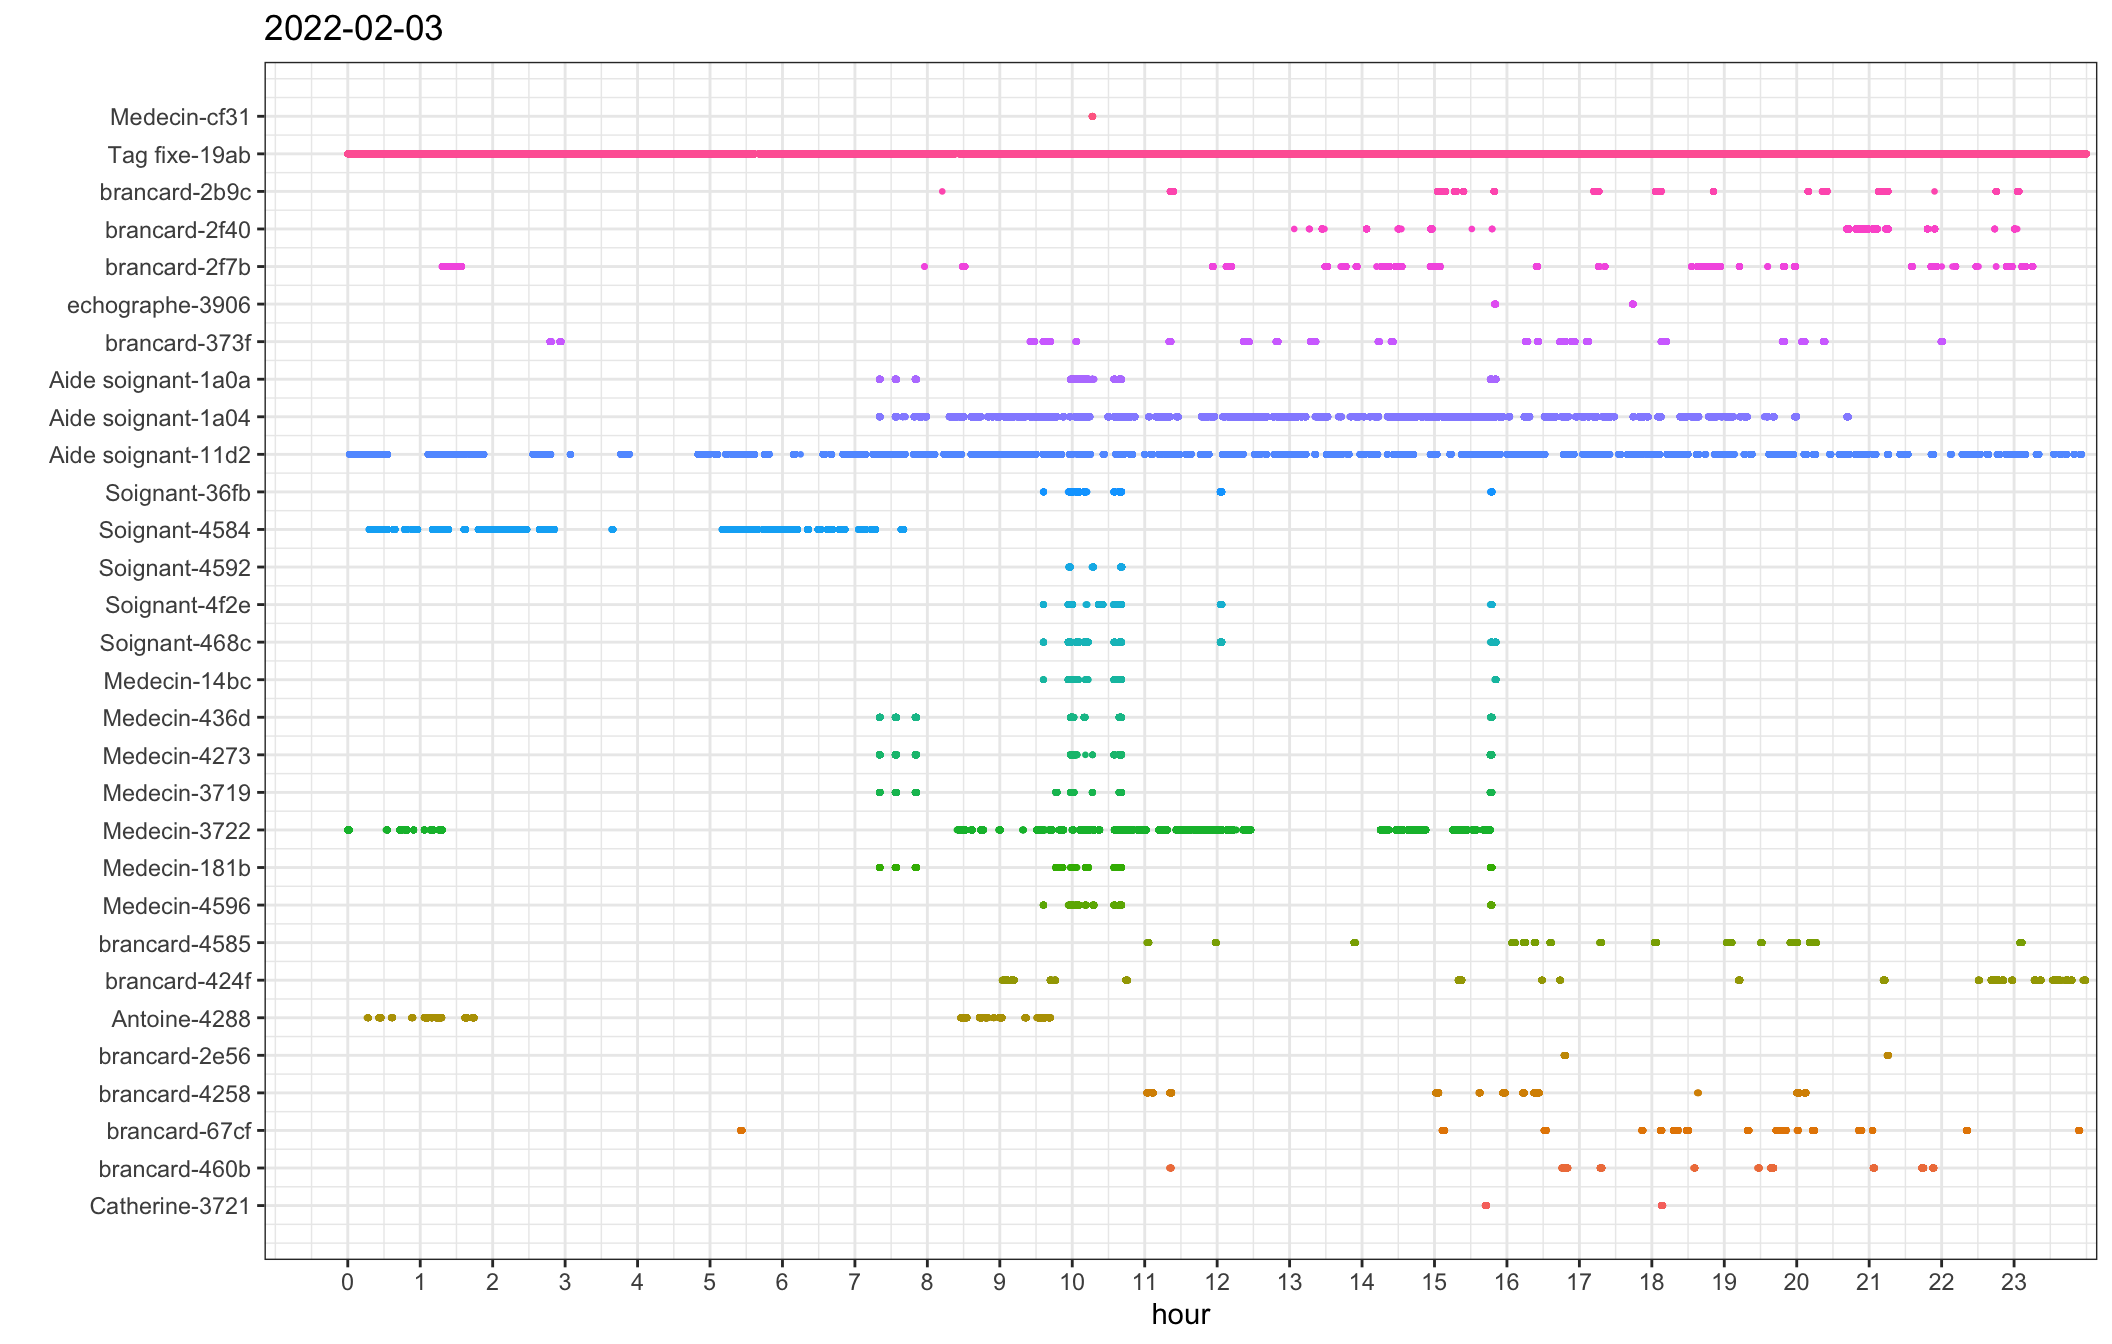 2022-02-03
Medecin-cf31
Tag fixe-19ab
brancard-2b9c
brancard-2f40
brancard-2f7b
echographe-3906
brancard-373f
Aide soignant-1a0a
Aide soignant-1a04
Aide soignant-11d2
Soignant-36fb
Soignant-4584
Soignant-4592
Soignant-4f2e
Soignant-468c
Medecin-14bc
Medecin-436d
Medecin-4273
Medecin-3719
Medecin-3722
Medecin-181b
Medecin-4596
brancard-4585
brancard-424f
Antoine-4288
brancard-2e56
brancard-4258
brancard-67cf
brancard-460b
Catherine-3721
0 1 2 3 4 5 6 7 8 9 10 11 12 13 14 15 16 17 18 19 20 21 22 23
hour